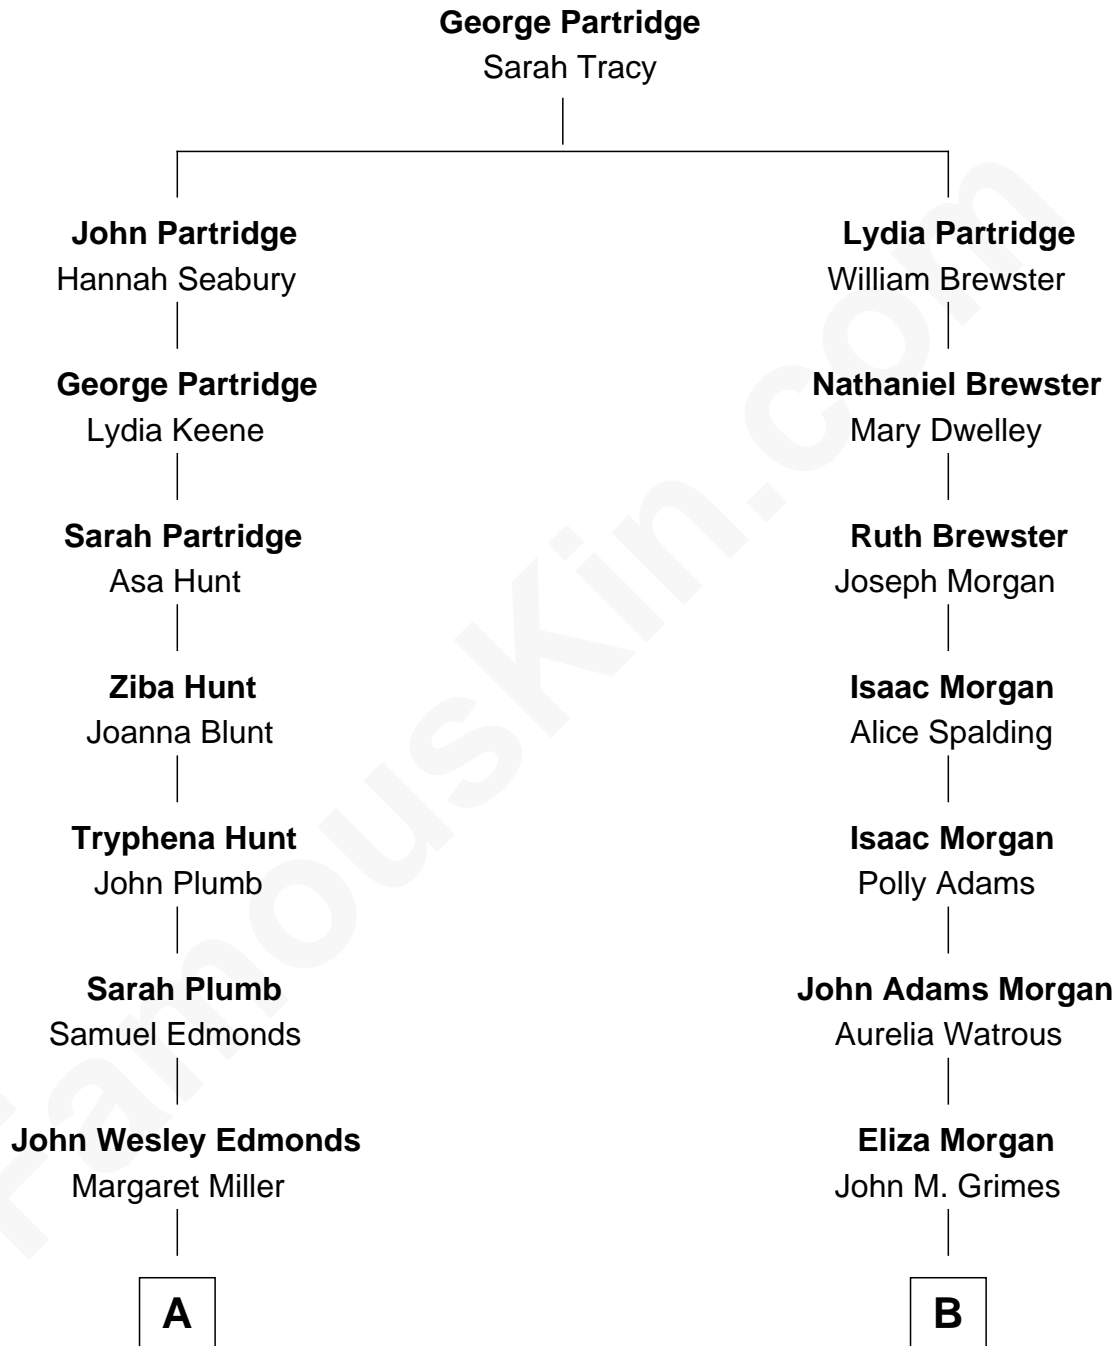 George Partridge
Sarah Tracy
John Partridge
Hannah Seabury
Lydia Partridge
William Brewster
George Partridge
Lydia Keene
Nathaniel Brewster
Mary Dwelley
Sarah Partridge
Asa Hunt
Ruth Brewster
Joseph Morgan
Ziba Hunt
Joanna Blunt
Isaac Morgan
Alice Spalding
Tryphena Hunt
John Plumb
Isaac Morgan
Polly Adams
Sarah Plumb
Samuel Edmonds
John Adams Morgan
Aurelia Watrous
John Wesley Edmonds
Margaret Miller
Eliza Morgan
John M. Grimes
A
B
FamousKin.com